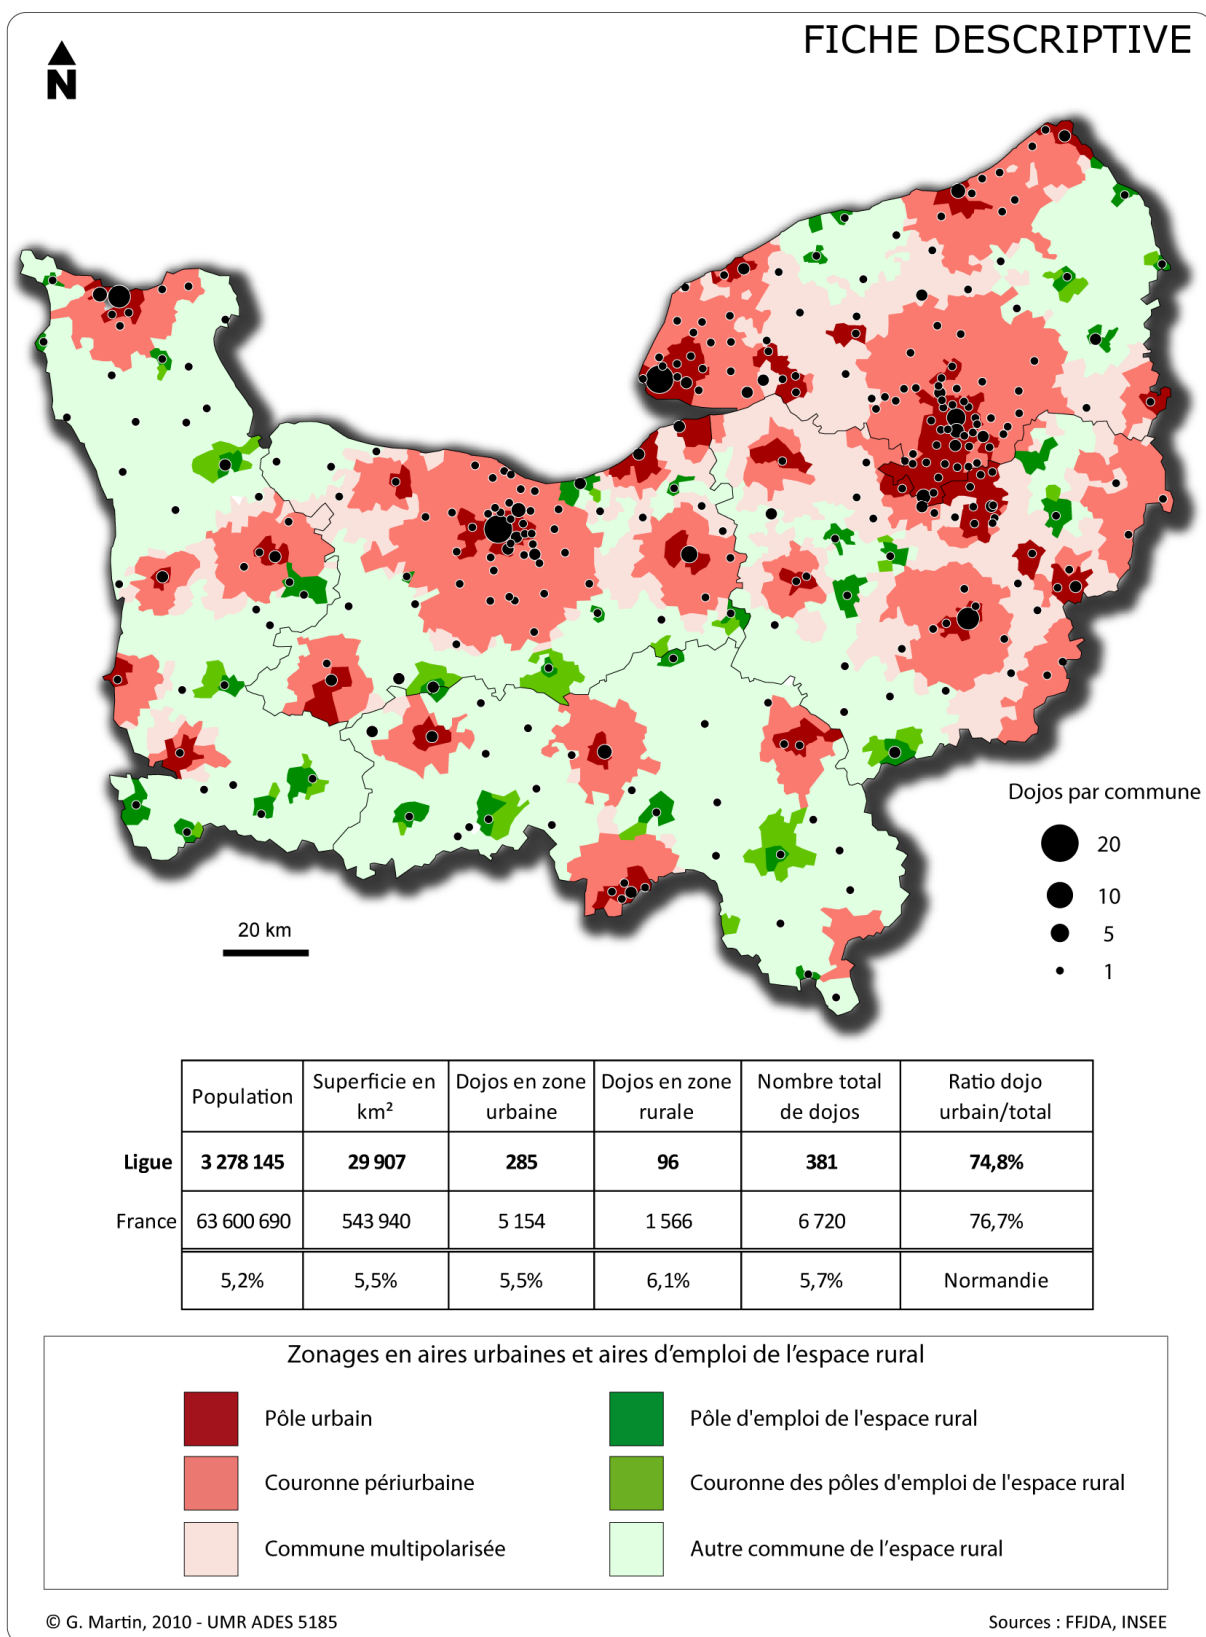 FICHE DESCRIPTIVE
N
Dojos par commune
20
10
5
1
20 km
Population
Superficie en km²
Dojos en zone urbaine
Dojos en zone rurale
Nombre total de dojos
Ratio dojo urbain/total
Ligue 3 278 145 29 907 285 96 381 74,8%
France 63 600 690 543 940 5 154 1 566 6 720 76,7%
5,2% 5,5% 5,5% 6,1% 5,7% Normandie
Zonages en aires urbaines et aires d’emploi de l’espace rural
Pôle urbain
Pôle d'emploi de l'espace rural
Couronne périurbaine
Couronne des pôles d'emploi de l'espace rural
Commune multipolarisée
Autre commune de l’espace rural
© G. Martin, 2010 - UMR ADES 5185
Sources : FFJDA, INSEE